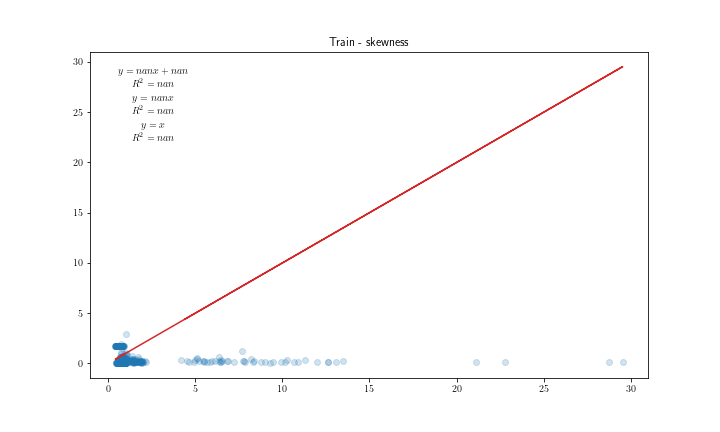 Train - skewness
y = nanx + nan
R² = nan
y = nanx
R² = nan
y = x
R² = nan
30
25
20
15
10
5
0
0 5 10 15 20 25 30